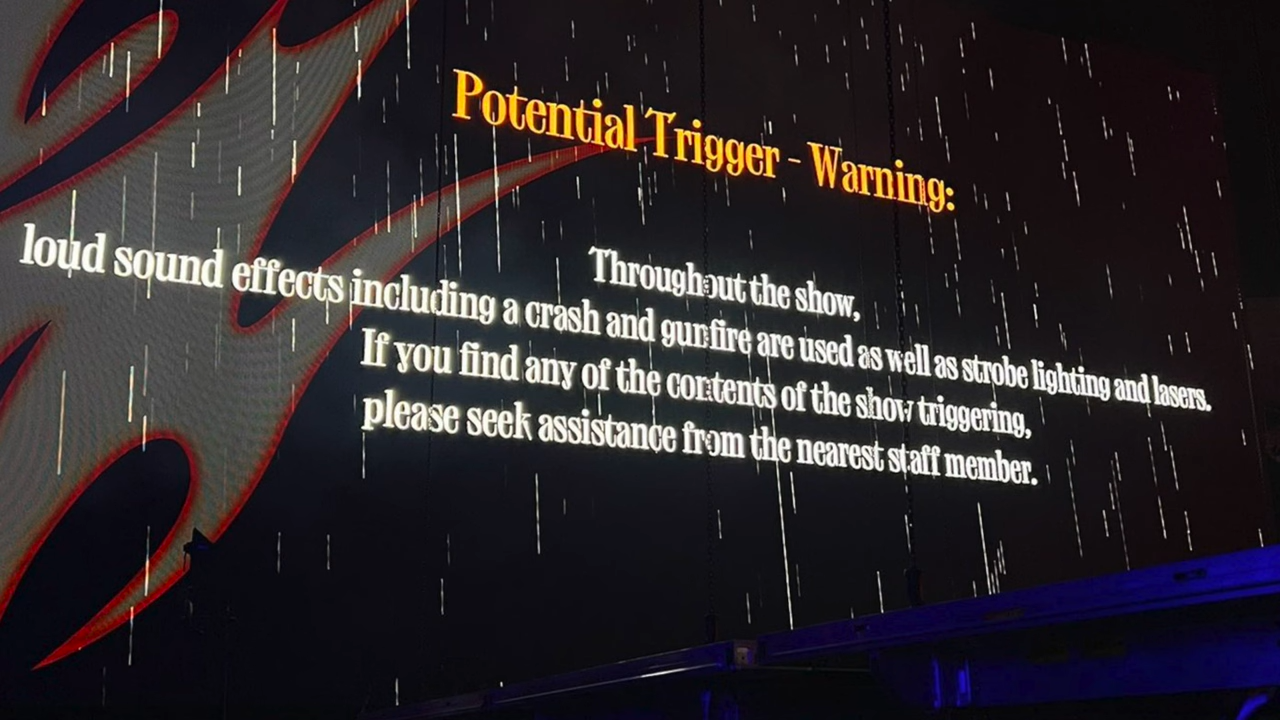 Potential Trigger - Warning:
Throughout the show,
loud sound effects including a crash and gunfire are used as well as strobe lighting and lasers.
If you find any of the contents of the show triggering,
please seek assistance from the nearest staff member.